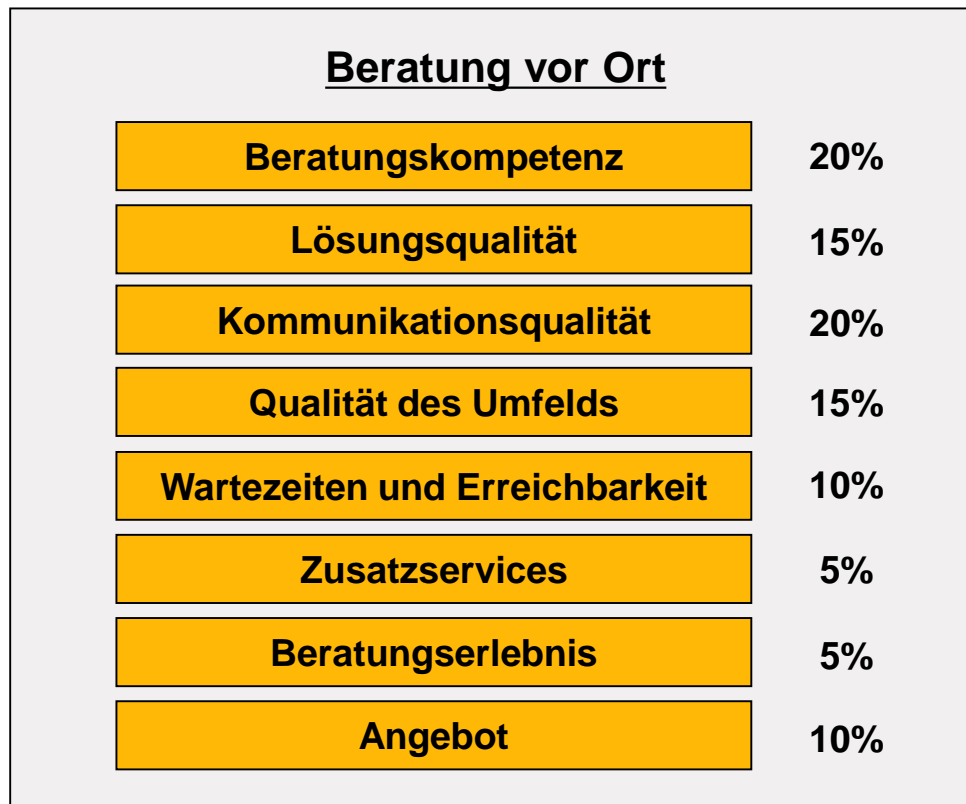 Beratung vor Ort
Beratungskompetenz 20%
Lösungsqualität 15%
Kommunikationsqualität 20%
Qualität des Umfelds 15%
Wartezeiten und Erreichbarkeit 10%
Zusatzservices 5%
Beratungserlebnis 5%
Angebot 10%